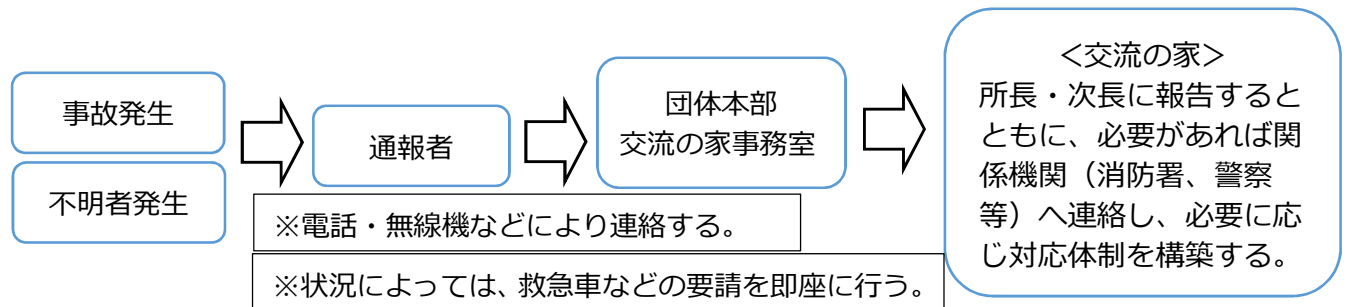 事故発生
不明者発生
通報者
団体本部
交流の家事務室
＜交流の家＞
所長・次長に報告すると
ともに、必要があれば関
係機関（消防署、警察
等）へ連絡し、必要に応
じ対応体制を構築する。
※電話・無線機などにより連絡する。
※状況によっては、救急車などの要請を即座に行う。